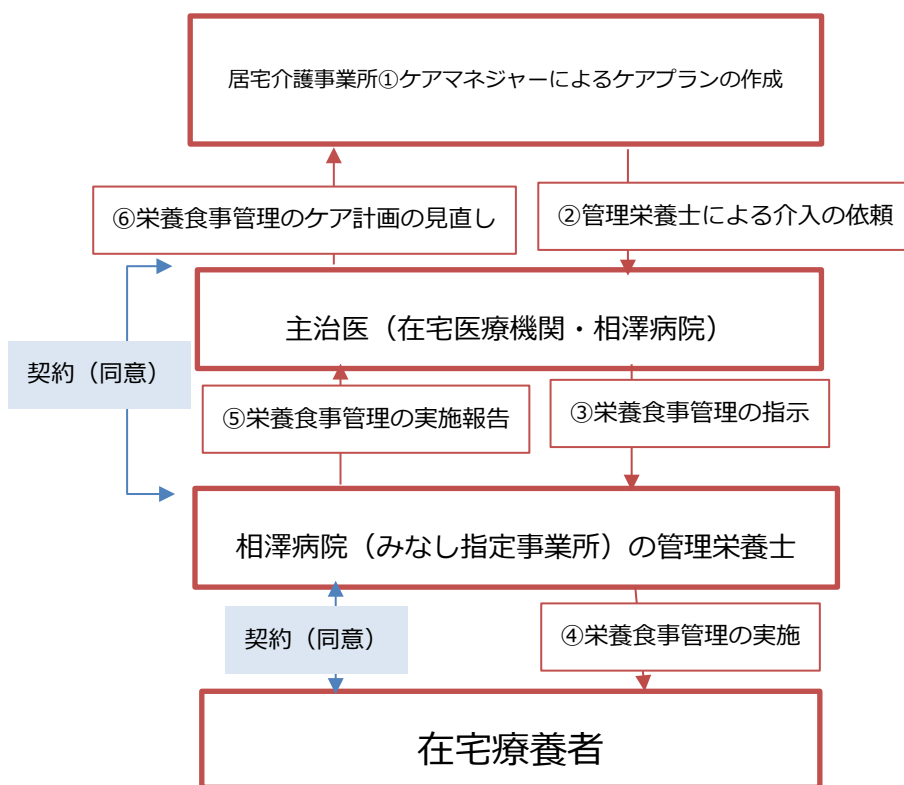 居宅介護事業所①ケアマネジャーによるケアプランの作成
⑥栄養食事管理のケア計画の見直し
②管理栄養士による介入の依頼
主治医（在宅医療機関・相澤病院）
契約（同意）
⑤栄養食事管理の実施報告
③栄養食事管理の指示
相澤病院（みなし指定事業所）の管理栄養士
契約（同意）
④栄養食事管理の実施
在宅療養者